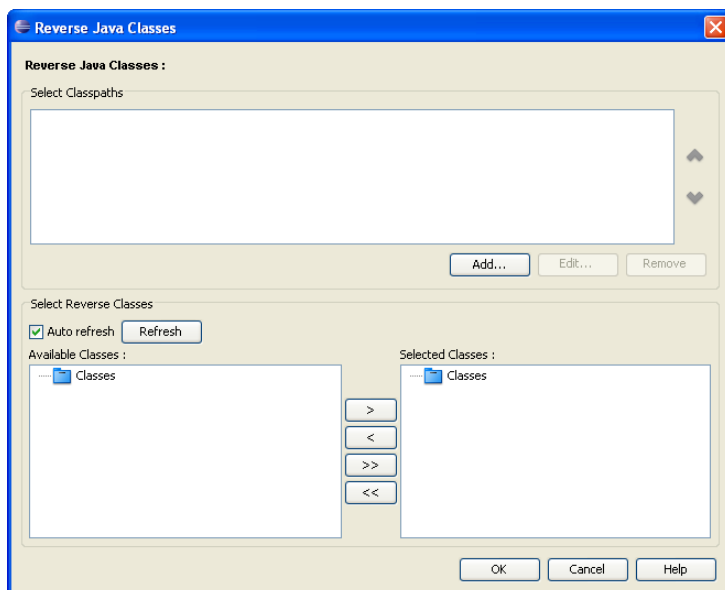 Reverse Java Classes
Reverse Java Classes :
Select Classpaths
Add... Edit... Remove
Select Reverse Classes
Auto refresh Refresh
Available Classes : Selected Classes :
Classes Classes
>
<
>>
<<
OK Cancel Help